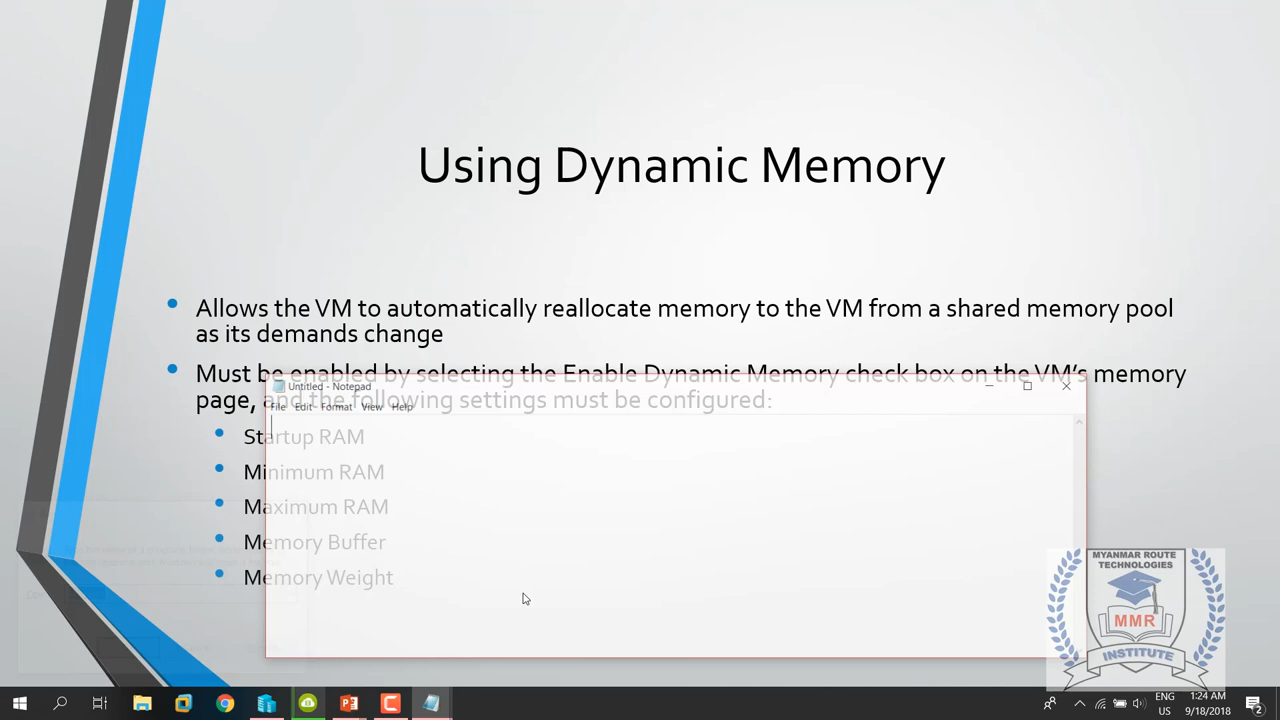 Using Dynamic Memory
Allows the VM to automatically reallocate memory to the VM from a shared memory pool
as its demands change
Must be enabled by selecting the Enable Dynamic Memory check box on the VM's memory
page, and the following settings must be configured:
Untitled - Notepad
File Edit Format View Help
Startup RAM
Minimum RAM
Maximum RAM
Memory Buffer
Memory Weight
MYANMAR ROUTE
TECHNOLOGIES
MMR
INSTITUTE
ENG
US
1:24 AM
9/18/2018
2